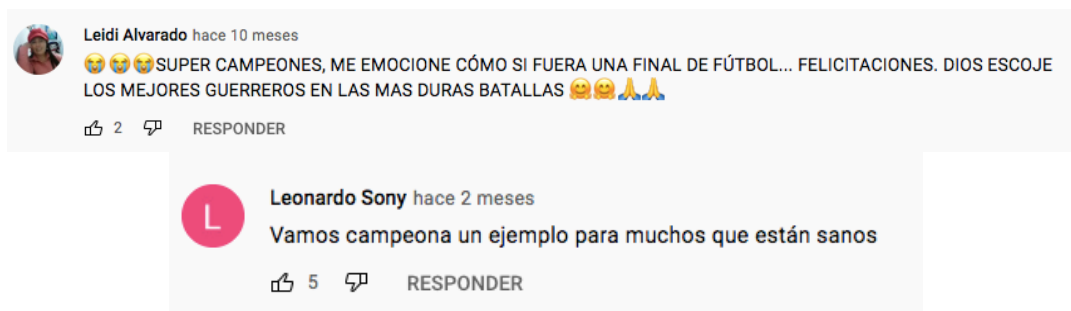 Leidi Alvarado hace 10 meses
😭😭😭SUPER CAMPEONES, ME EMOCIONE CÓMO SI FUERA UNA FINAL DE FÚTBOL... FELICITACIONES. DIOS ESCOJE
LOS MEJORES GUERREROS EN LAS MAS DURAS BATALLAS 🤗🤗🙏🙏
2 RESPONDER
L
Leonardo Sony hace 2 meses
Vamos campeona un ejemplo para muchos que están sanos
5 RESPONDER